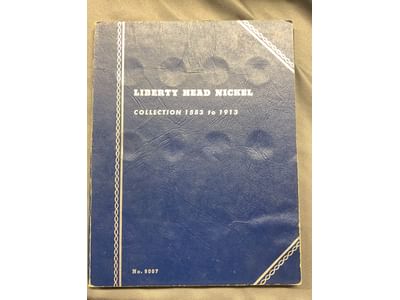 LIBERTY HEAD NICKEL
COLLECTION 1883 to 1913
No. 9007